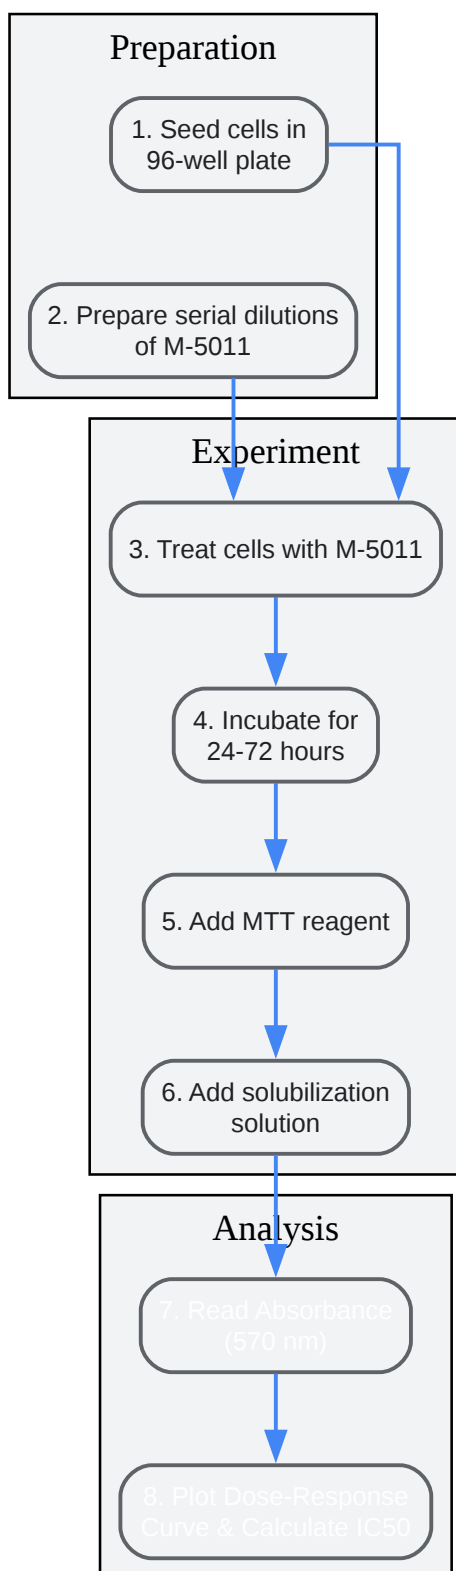 Preparation
1. Seed cells in
96-well plate
2. Prepare serial dilutions
of M-5011
Experiment
3. Treat cells with M-5011
4. Incubate for
24-72 hours
5. Add MTT reagent
6. Add solubilization
solution
Analysis
7. Read Absorbance
(570 nm)
8. Plot Dose-Response
Curve & Calculate IC50